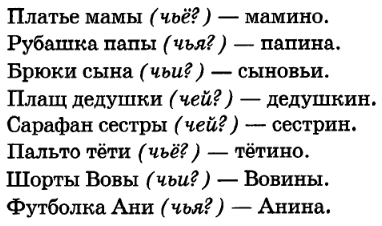 Платье мамы (чьё?) — мамино.
Рубашка папы (чья?) — папина.
Брюки сына (чьи?) — сыновьи.
Плащ дедушки (чей?) — дедушкин.
Сарафан сестры (чей?) — сестрин.
Пальто тёти (чьё?) — тётино.
Шорты Вовы (чьи?) — Вовины.
Футболка Ани (чья?) — Анина.